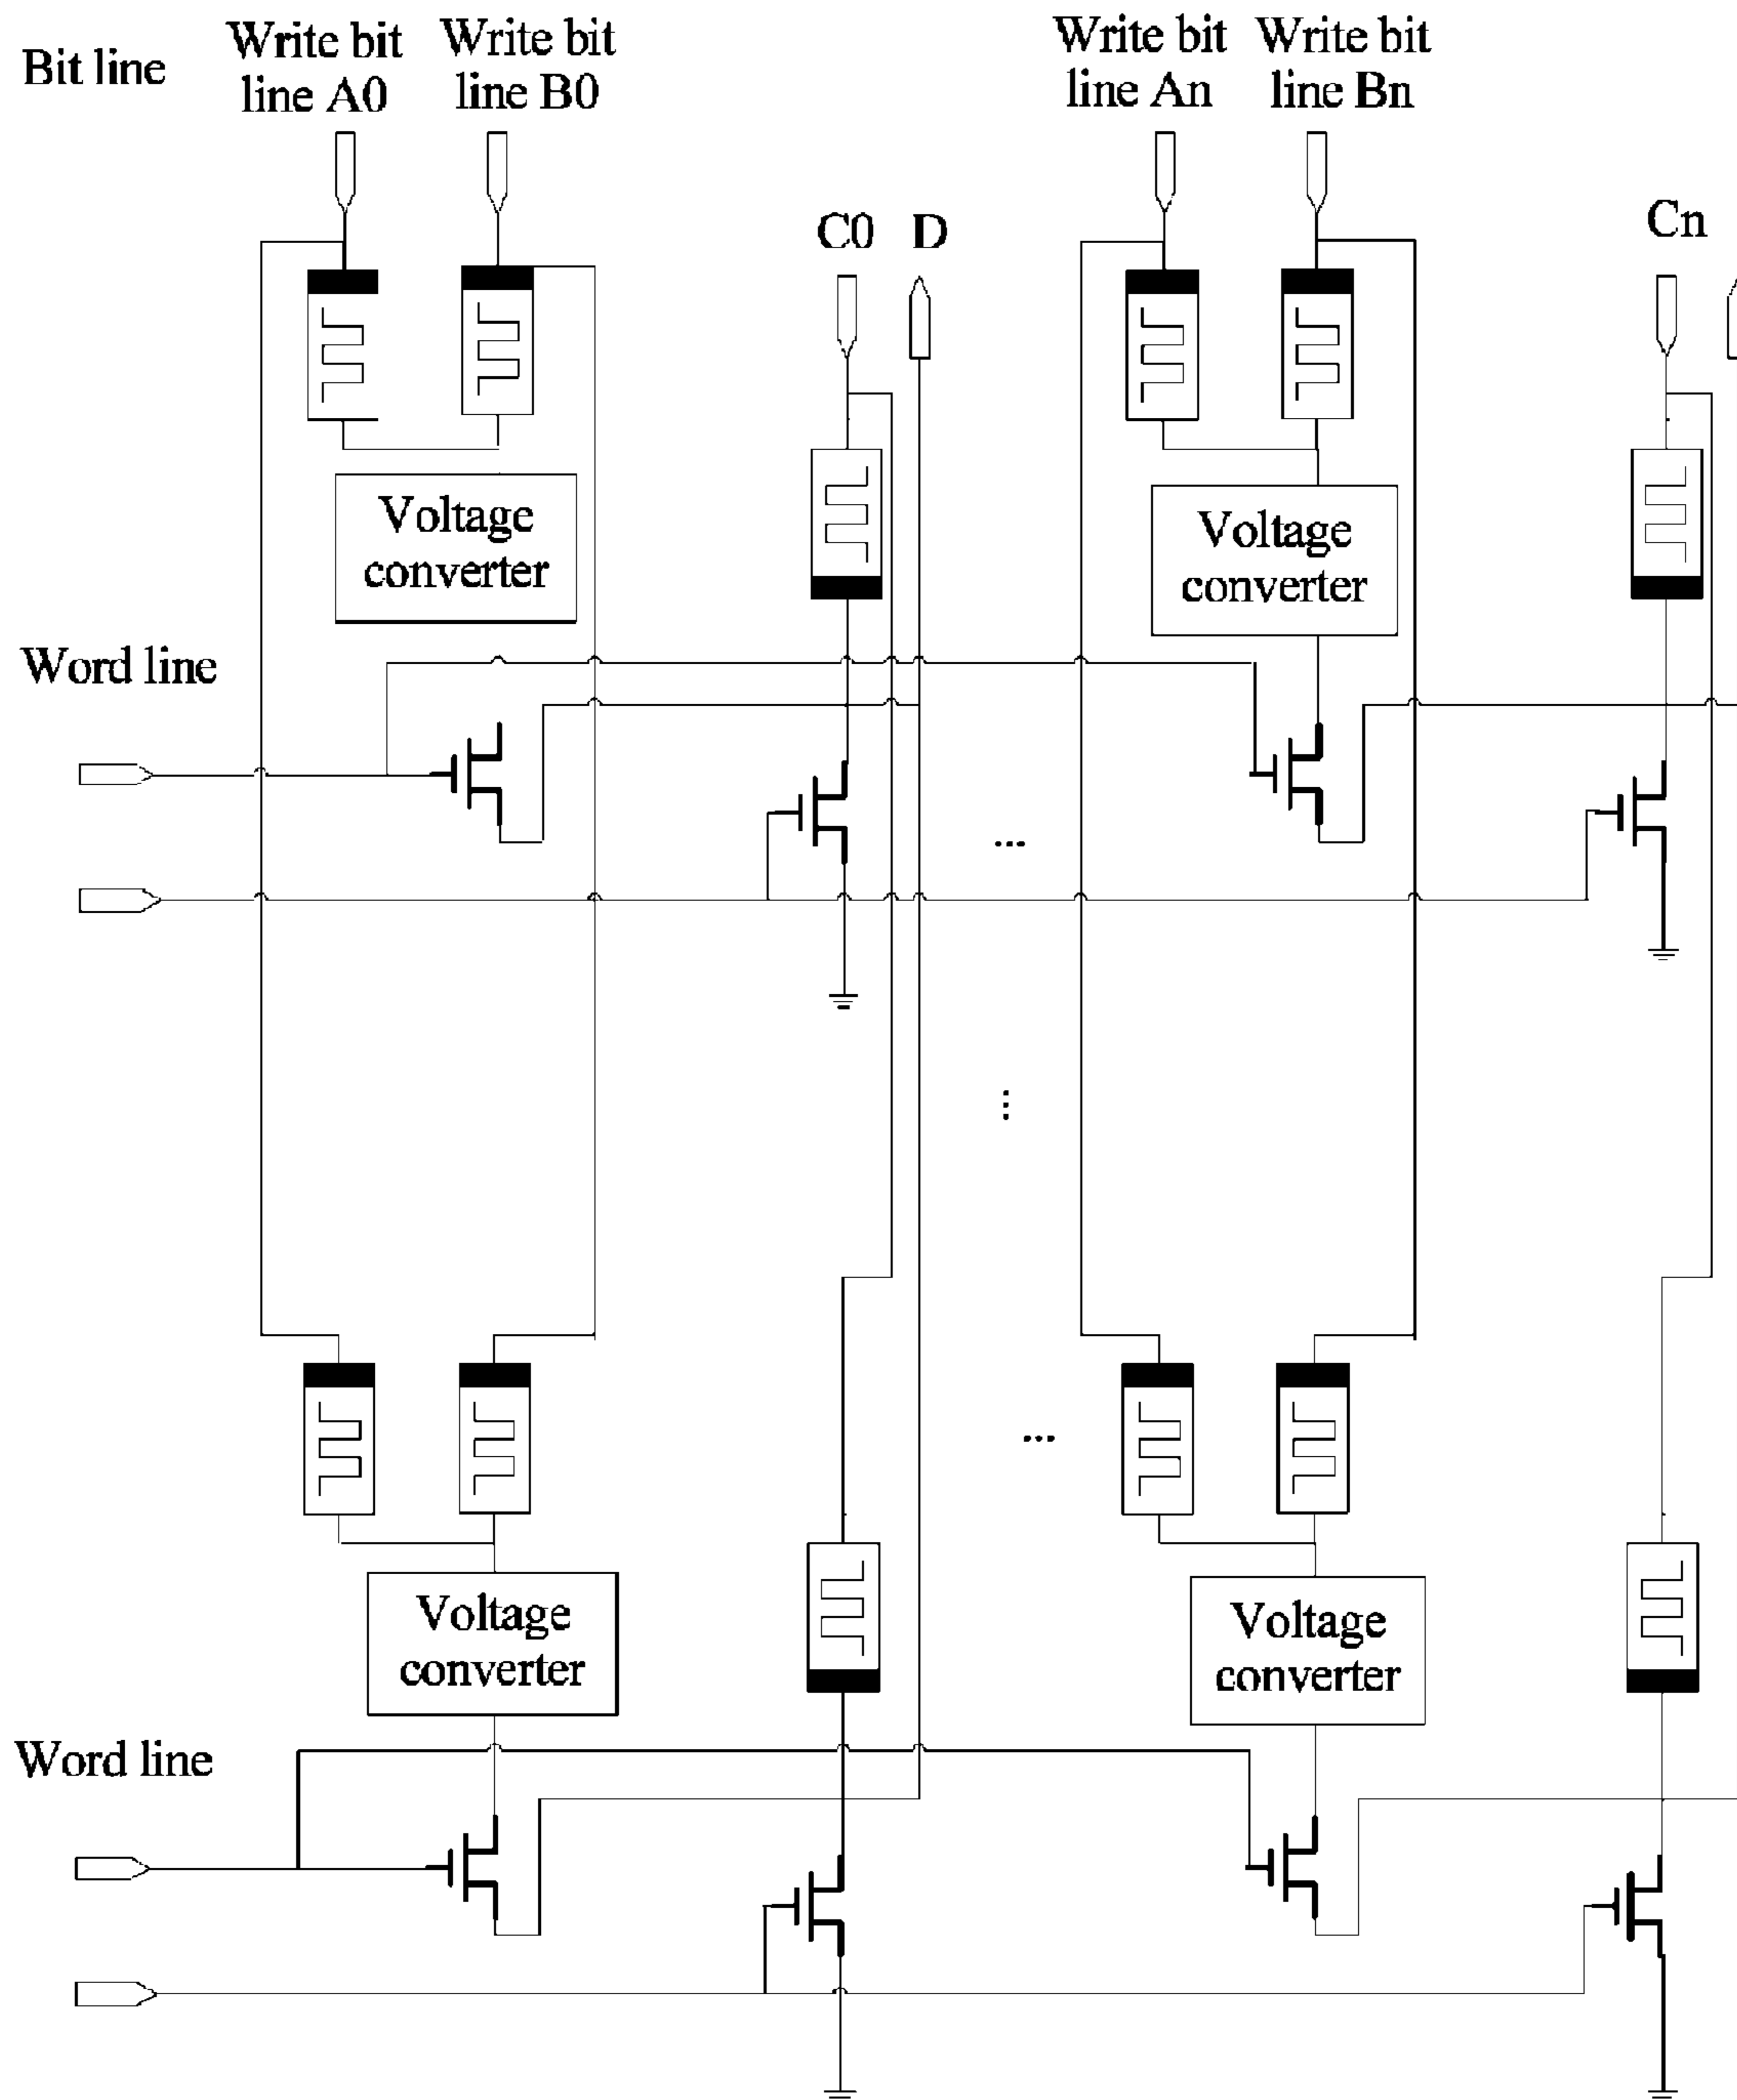 Bit line
Write bit
line A0
Write bit
line B0
Write bit
line An
Write bit
line Bn
C0
D
Cn
Voltage
converter
Voltage
converter
Word line
...
...
...
Voltage
converter
Voltage
converter
Word line